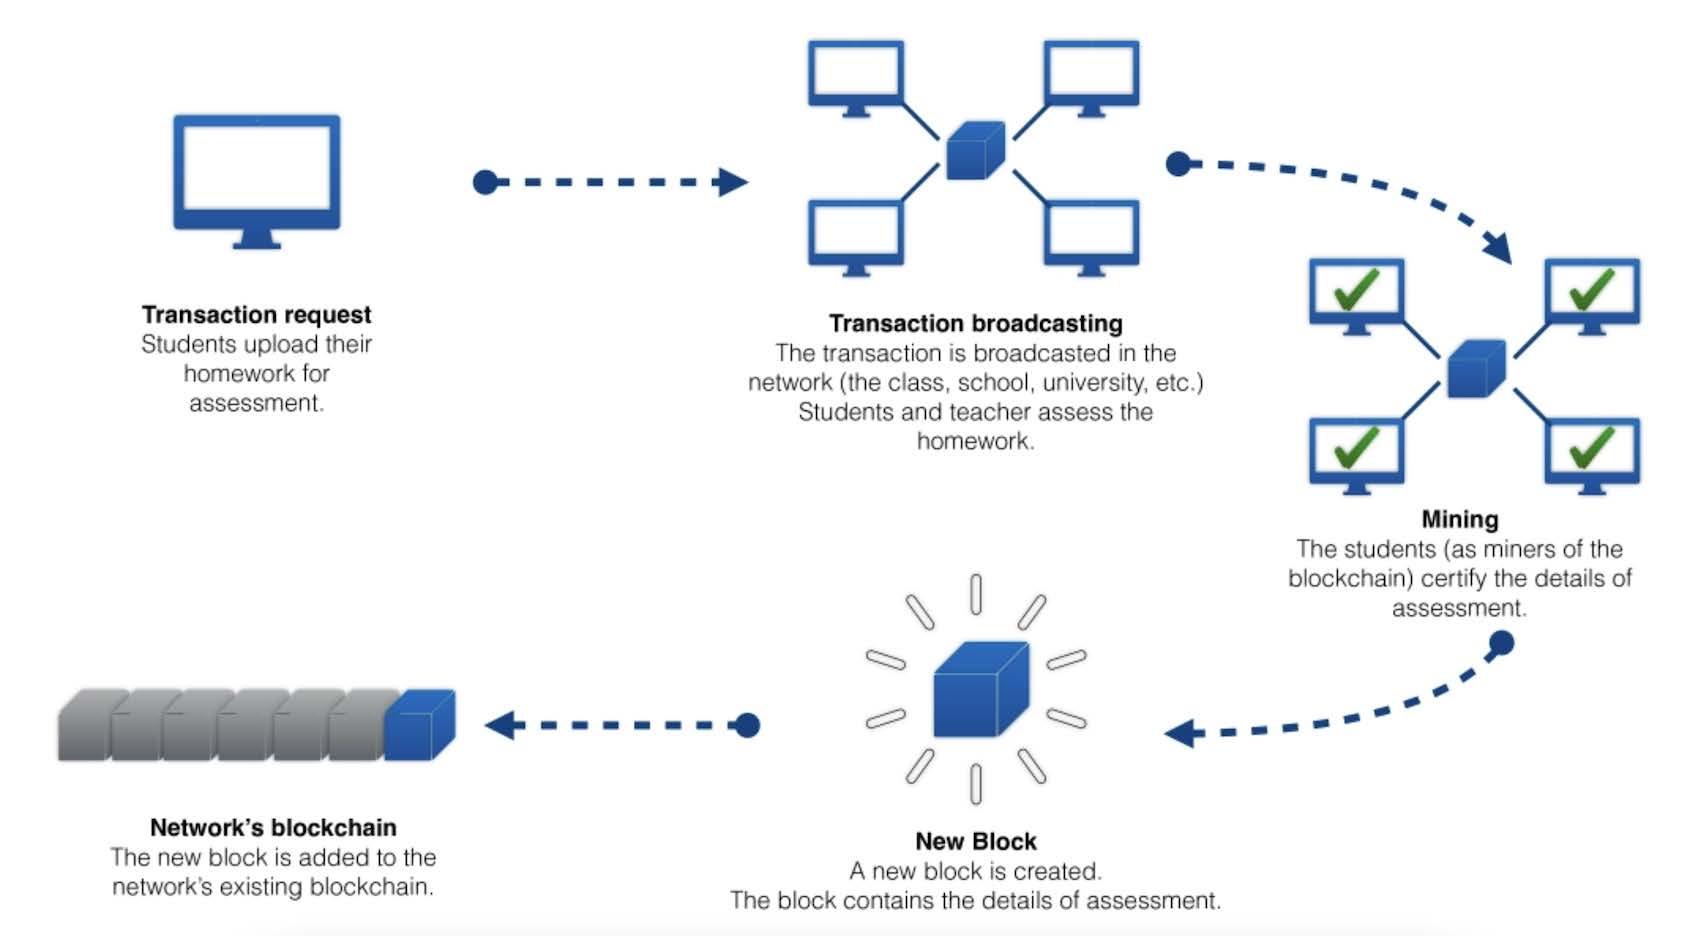 Transaction request
Students upload their
homework for
assessment.
Transaction broadcasting
The transaction is broadcasted in the
network (the class, school, university, etc.)
Students and teacher assess the
homework.
Mining
The students (as miners of the
blockchain) certify the details of
assessment.
New Block
A new block is created.
The block contains the details of assessment.
Network’s blockchain
The new block is added to the
network’s existing blockchain.